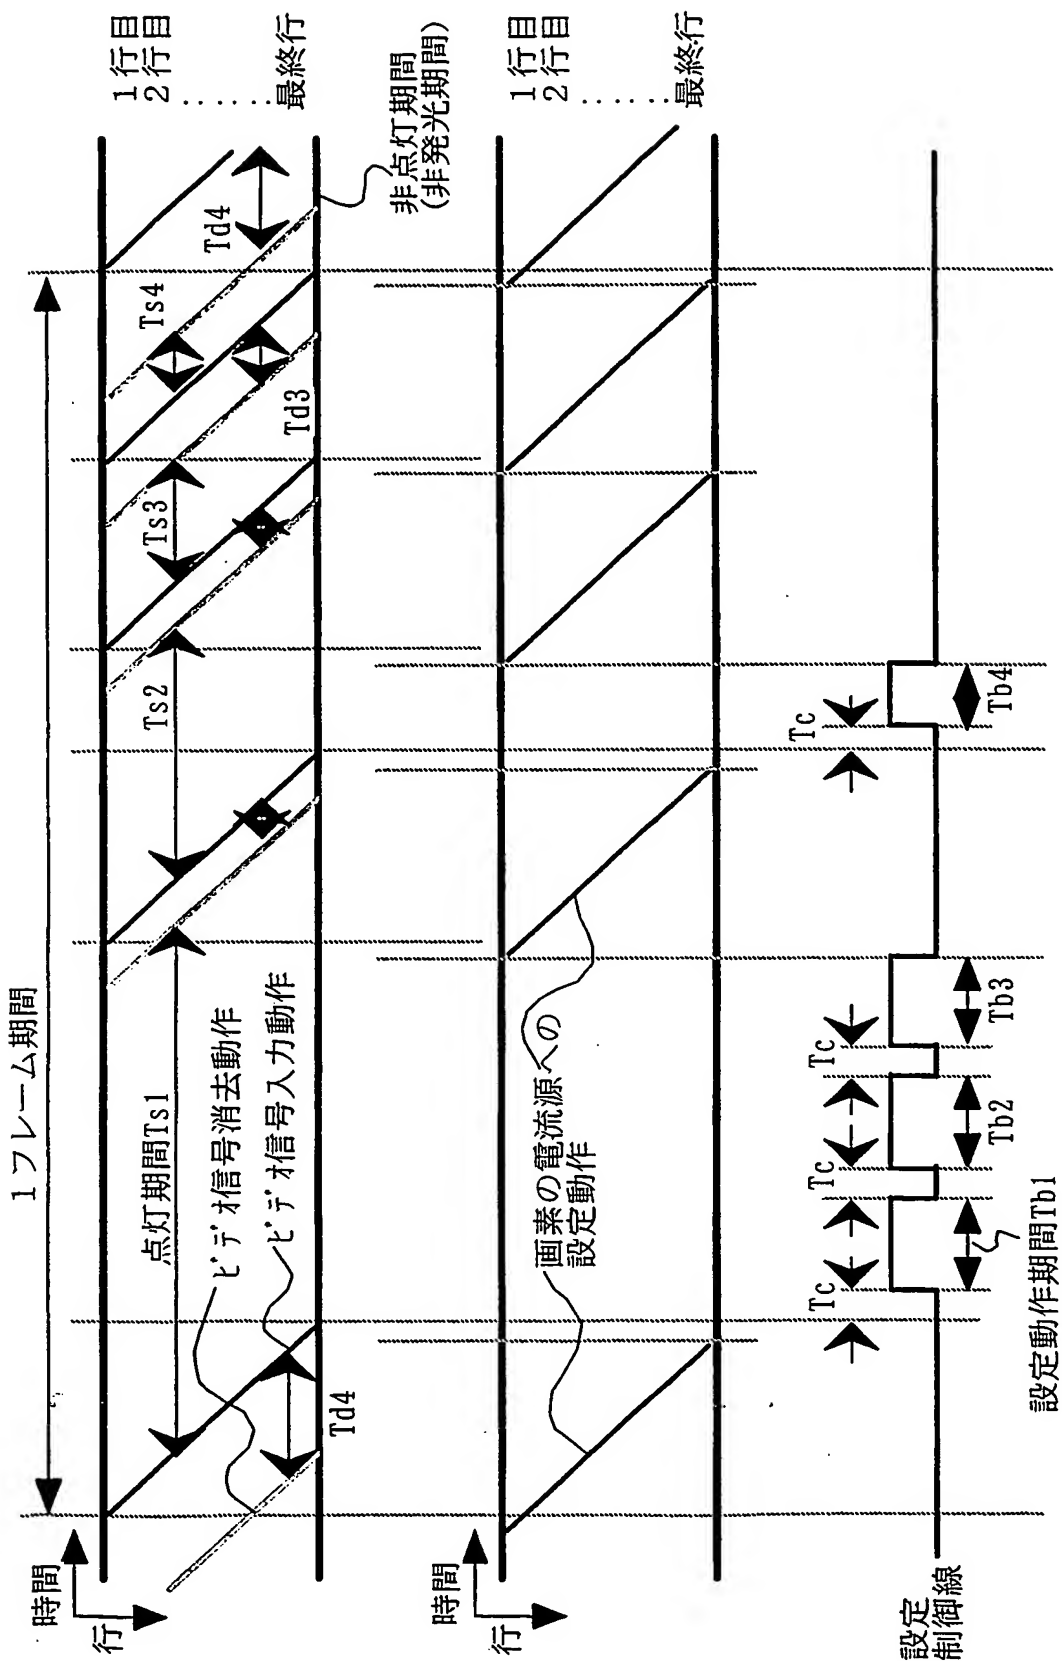 1フレーム期間
時間
行
点灯期間Ts1
Ts2
Ts3
Ts4
Td4
Td3
Td4
ビデオ信号消去動作
ビデオ信号入力動作
1行目
2行目
......
最終行
非点灯期間
(非発光期間)
時間
行
画素の電流源への
設定動作
1行目
2行目
......
最終行
設定
制御線
Tc
Tc
Tc
Tc
設定動作期間Tb1
Tb2
Tb3
Tb4